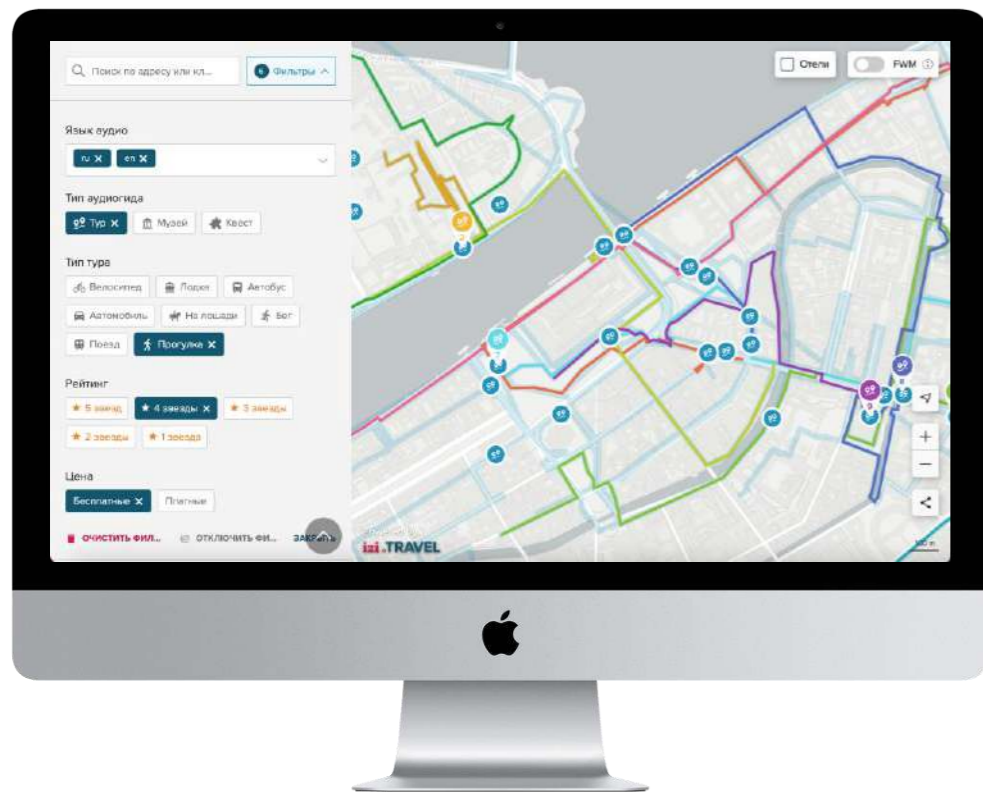 Поиск по адресу или кл...
6 Фильтры
Отели
FWM
Язык аудио
ru X en X
Тип аудиогида
Тур X Музей Квест
Тип тура
Велосипед Лодка Автобус
Автомобиль На лошади Бег
Поезд Прогулка X
Рейтинг
5 звезд 4 звезды X 3 звезды
2 звезды 1 звезда
Цена
Бесплатные X Платные
ОЧИСТИТЬ ФИЛ... ОТКЛЮЧИТЬ ФИ... ЗАКРЫТЬ
izi.TRAVEL